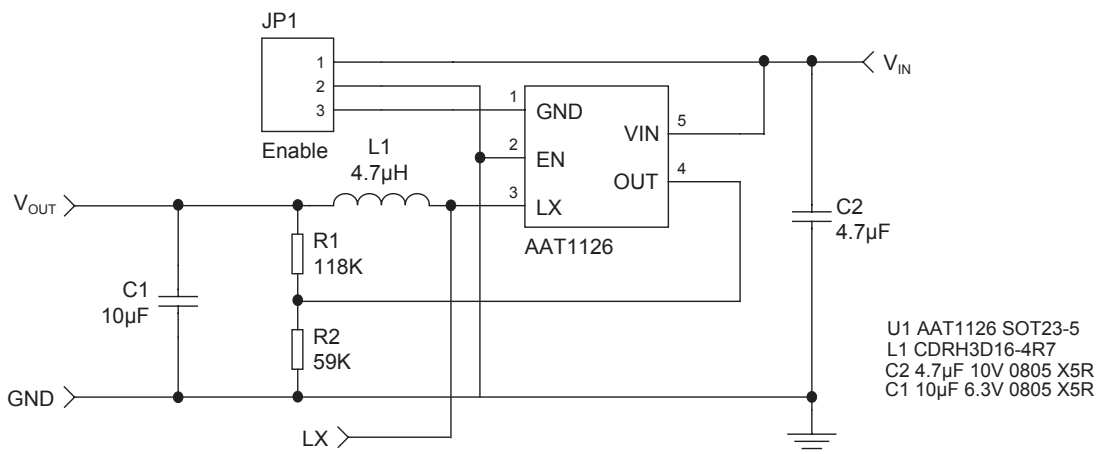 JP1
1
2
3
Enable
V_IN
1
GND
2
EN
3
LX
VIN
5
OUT
4
AAT1126
L1
4.7µH
V_OUT
C2
4.7µF
R1
118K
C1
10µF
R2
59K
GND
LX
U1 AAT1126 SOT23-5
L1 CDRH3D16-4R7
C2 4.7µF 10V 0805 X5R
C1 10µF 6.3V 0805 X5R